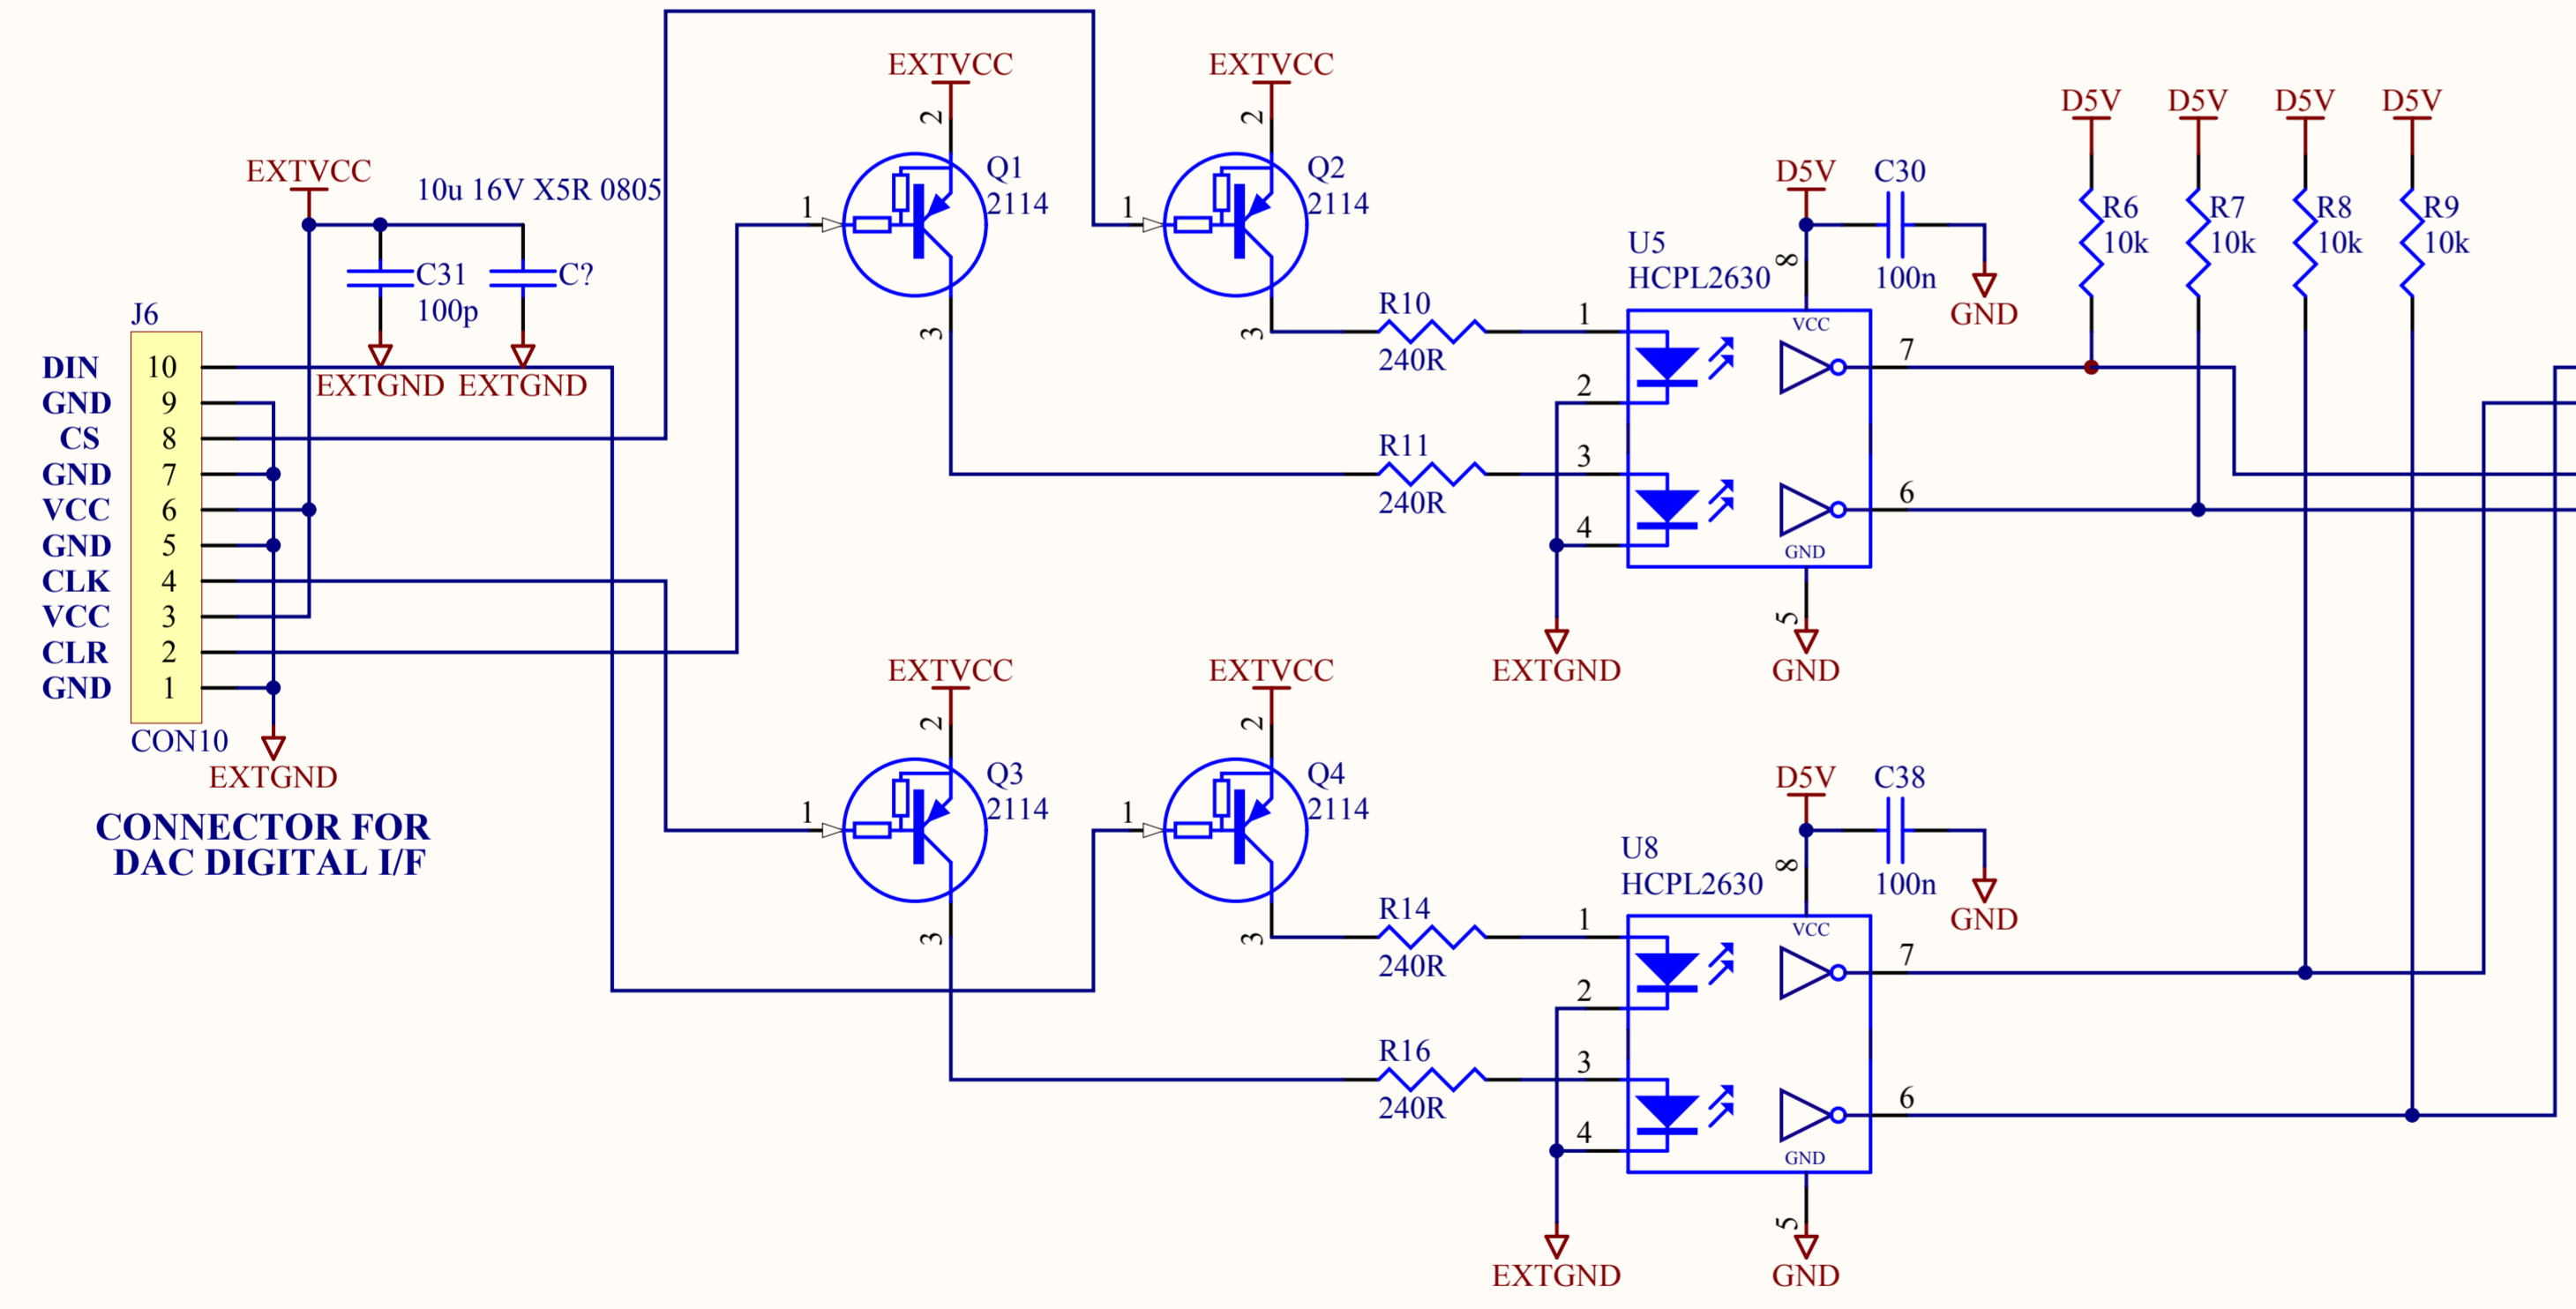 EXTVCC
10u 16V X5R 0805
C31
100p
C?
EXTGND
EXTGND
J6
DIN 10
GND 9
CS 8
GND 7
VCC 6
GND 5
CLK 4
VCC 3
CLR 2
GND 1
CON10
EXTGND
CONNECTOR FOR
DAC DIGITAL I/F
EXTVCC
2
Q1
2114
1
3
EXTVCC
2
Q2
2114
1
3
R10
240R
R11
240R
U5
HCPL2630
D5V
C30
100n
GND
8
VCC
1
2
3
4
7
6
GND
5
EXTGND
GND
D5V
R6
10k
D5V
R7
10k
D5V
R8
10k
D5V
R9
10k
EXTVCC
2
Q3
2114
1
3
EXTVCC
2
Q4
2114
1
3
R14
240R
R16
240R
U8
HCPL2630
D5V
C38
100n
GND
8
VCC
1
2
3
4
7
6
GND
5
EXTGND
GND